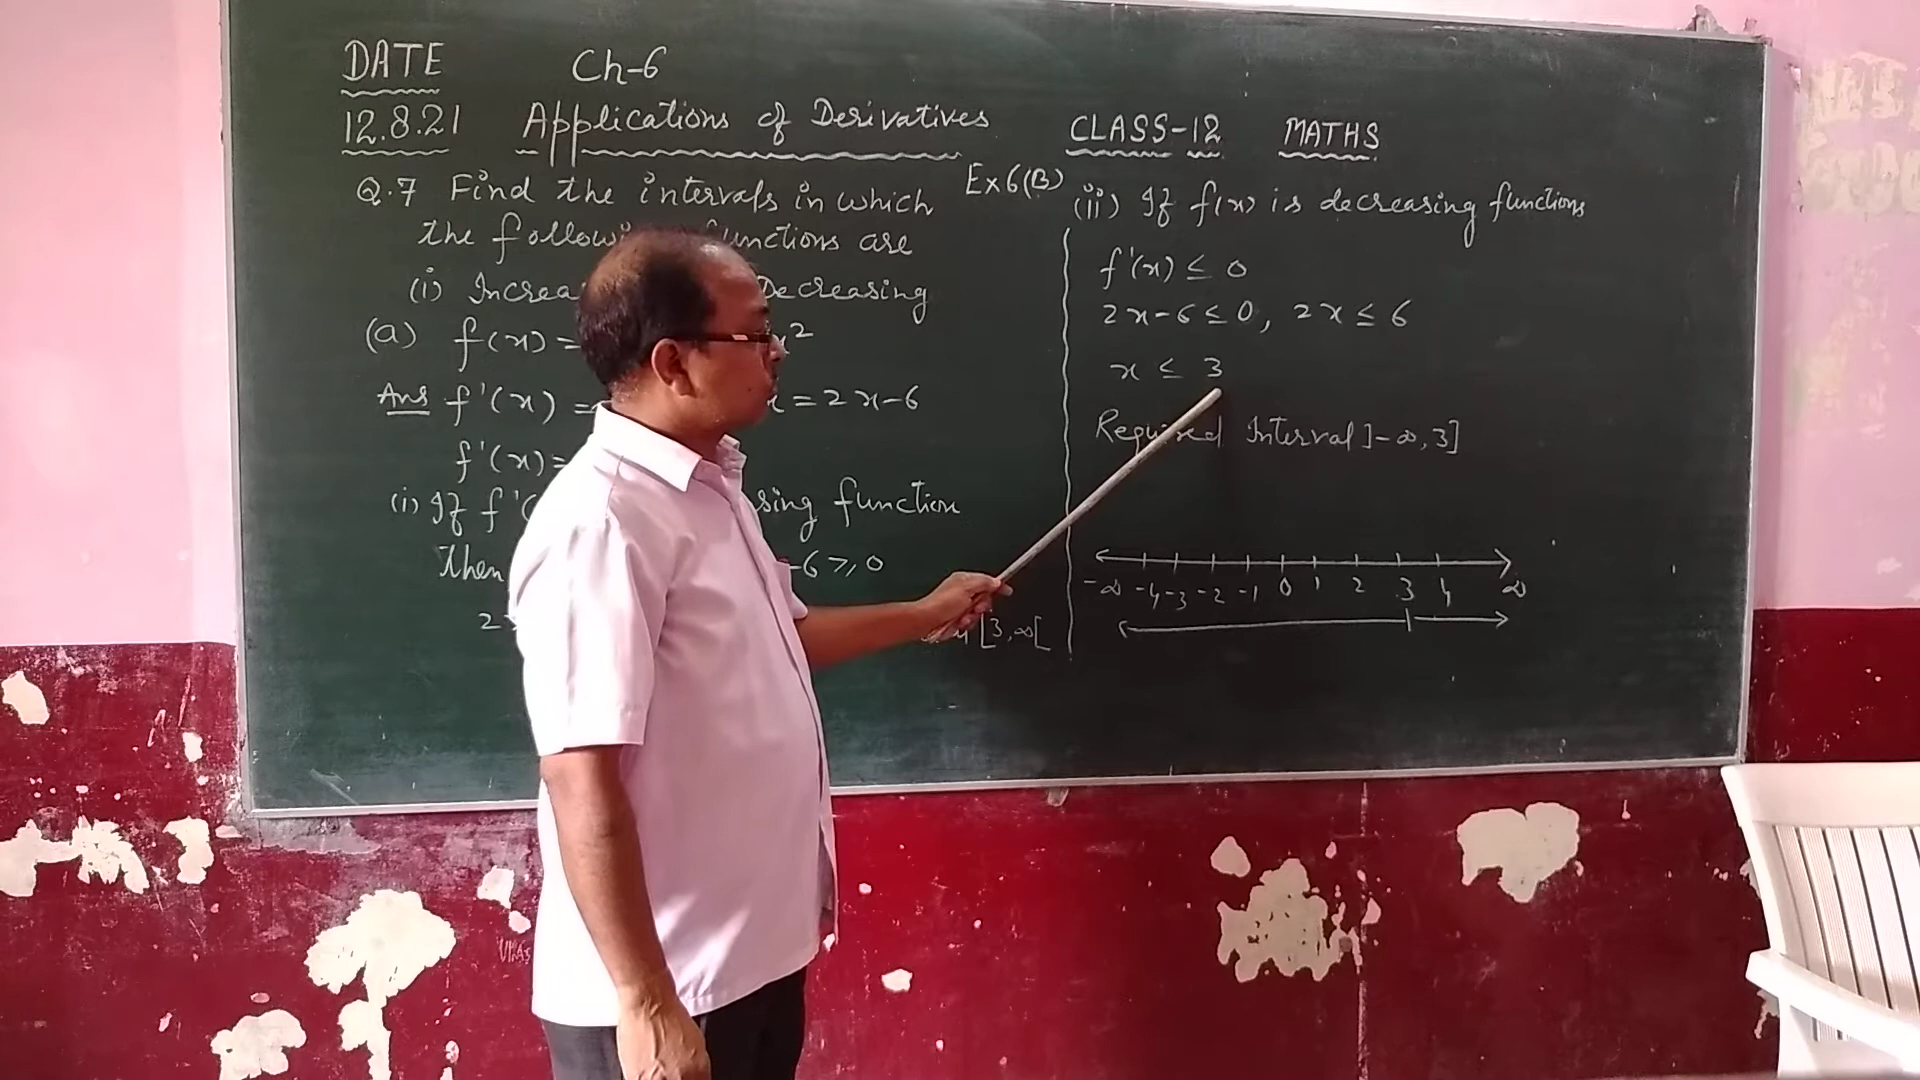 DATE
Ch-6
12.8.21
Applications of Derivatives
CLASS-12 MATHS
Ex 6(B)
Q.7 Find the intervals in which
the functions are
(i) Decreasing
(a) f(x) = x²
Ans f'(x) = = 2x-6
f'(x) =
(i) If f'( function
then -6 ⩾ 0
2
[3,∞[
(ii) If f(x) is decreasing functions
f'(x) ≤ 0
2x-6 ≤ 0, 2x ≤ 6
x ≤ 3
Required Interval ]-∞,3]
-∞ -4 -3 -2 -1 0 1 2 3 4 ∞